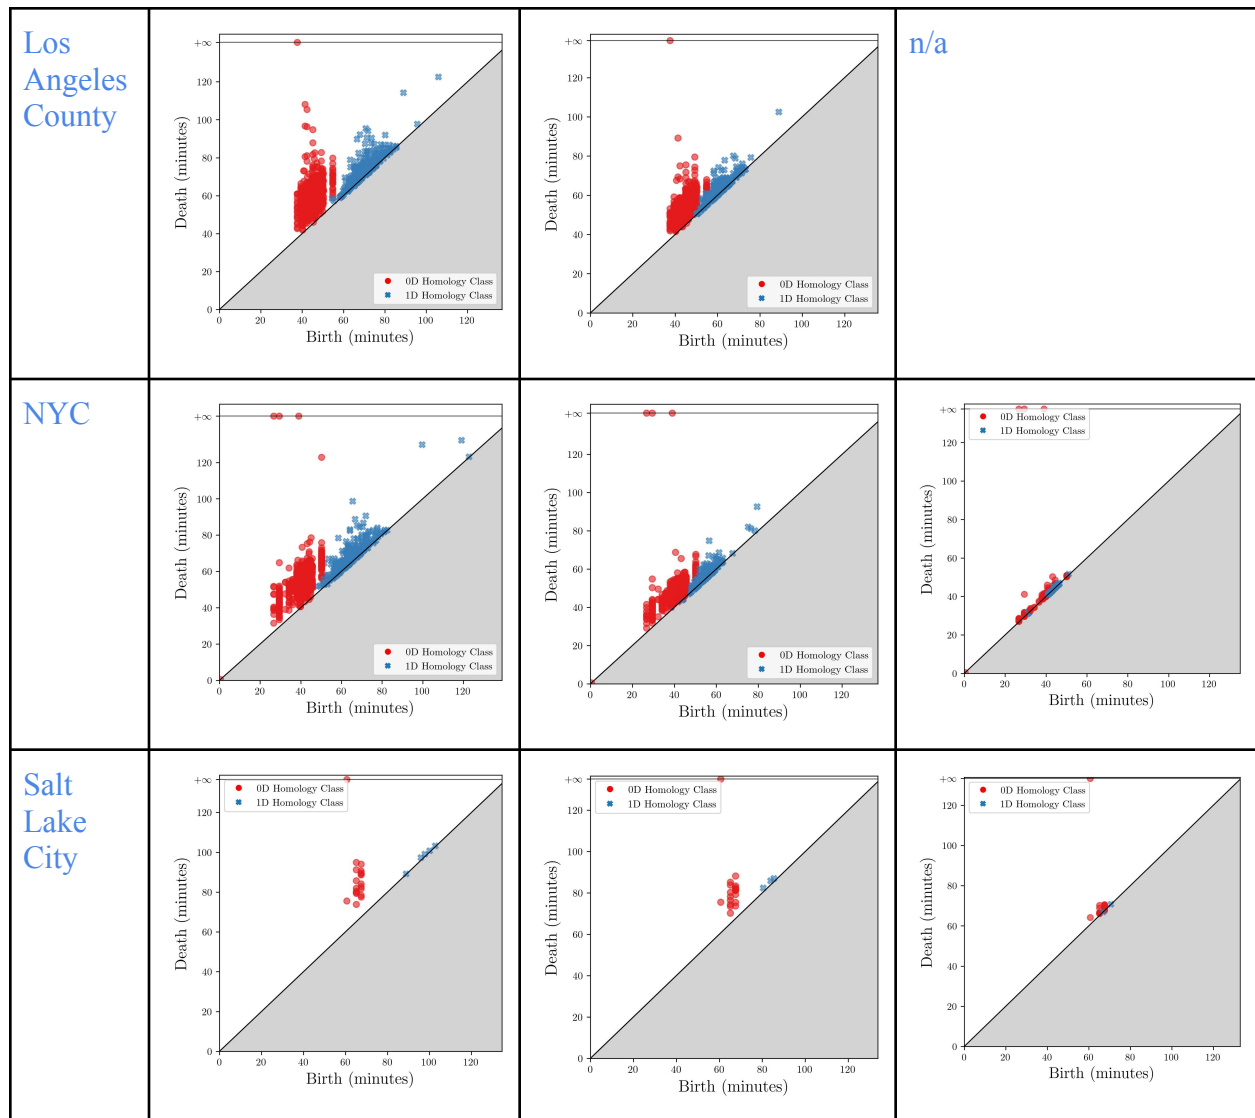 Los
Angeles
County
+∞
120
100
80
60
40
20
0
0 20 40 60 80 100 120
Death (minutes)
Birth (minutes)
0D Homology Class
1D Homology Class
+∞
120
100
80
60
40
20
0
0 20 40 60 80 100 120
Death (minutes)
Birth (minutes)
0D Homology Class
1D Homology Class
n/a
NYC
+∞
120
100
80
60
40
20
0
0 20 40 60 80 100 120
Death (minutes)
Birth (minutes)
0D Homology Class
1D Homology Class
+∞
120
100
80
60
40
20
0
0 20 40 60 80 100 120
Death (minutes)
Birth (minutes)
0D Homology Class
1D Homology Class
+∞
120
100
80
60
40
20
0
0 20 40 60 80 100 120
Death (minutes)
Birth (minutes)
0D Homology Class
1D Homology Class
Salt
Lake
City
+∞
120
100
80
60
40
20
0
0 20 40 60 80 100 120
Death (minutes)
Birth (minutes)
0D Homology Class
1D Homology Class
+∞
120
100
80
60
40
20
0
0 20 40 60 80 100 120
Death (minutes)
Birth (minutes)
0D Homology Class
1D Homology Class
+∞
120
100
80
60
40
20
0
0 20 40 60 80 100 120
Death (minutes)
Birth (minutes)
0D Homology Class
1D Homology Class